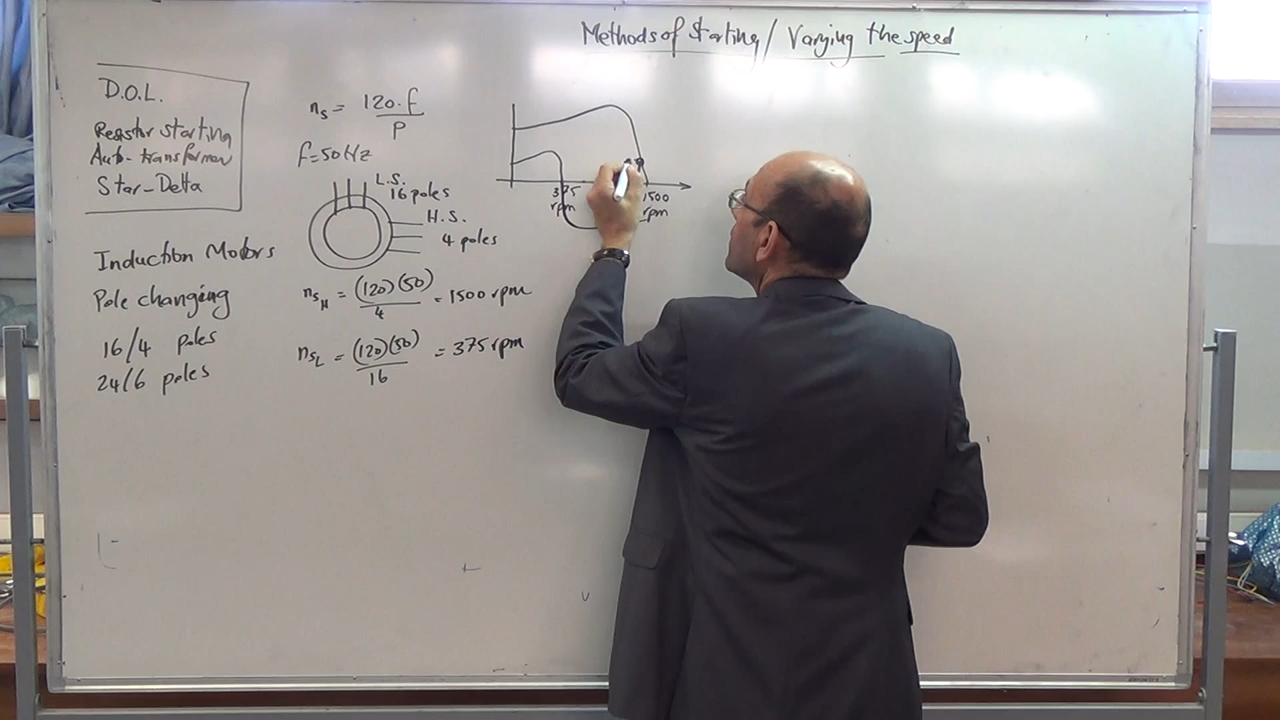 Methods of Starting / Varying the speed
D.O.L.
Resistor starting
Auto-transformer
Star-Delta
Induction Motors
Pole changing
16/4 poles
24/6 poles
ns = 120.f / P
f=50Hz
L.S.
16 poles
H.S.
4 poles
nsH = (120)(50) / 4 = 1500 rpm
nsL = (120)(50) / 16 = 375 rpm
375
rpm
1500
rpm